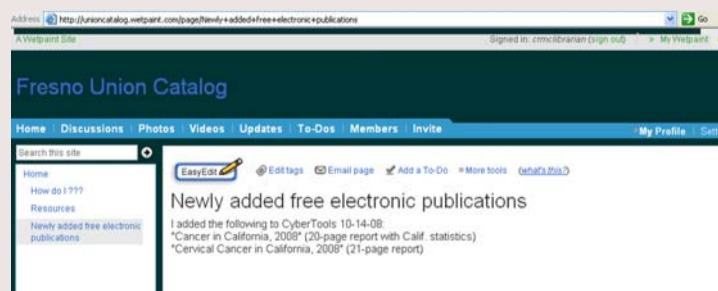 Address http://unioncatalog.wetpaint.com/page/Newly+added+free+electronic+publications Go
A Wetpaint Site Signed in: crmclibrarian (sign out) » My Wetpaint
Fresno Union Catalog
Home Discussions Photos Videos Updates To-Dos Members Invite My Profile Sett
Search this site
EasyEdit Edit tags Email page Add a To-Do » More tools (what's this?)
Home
How do I ???
Resources
Newly added free electronic publications
Newly added free electronic
publications
I added the following to CyberTools 10-14-08:
"Cancer in California, 2008" (20-page report with Calif. statistics)
"Cervical Cancer in California, 2008" (21-page report)